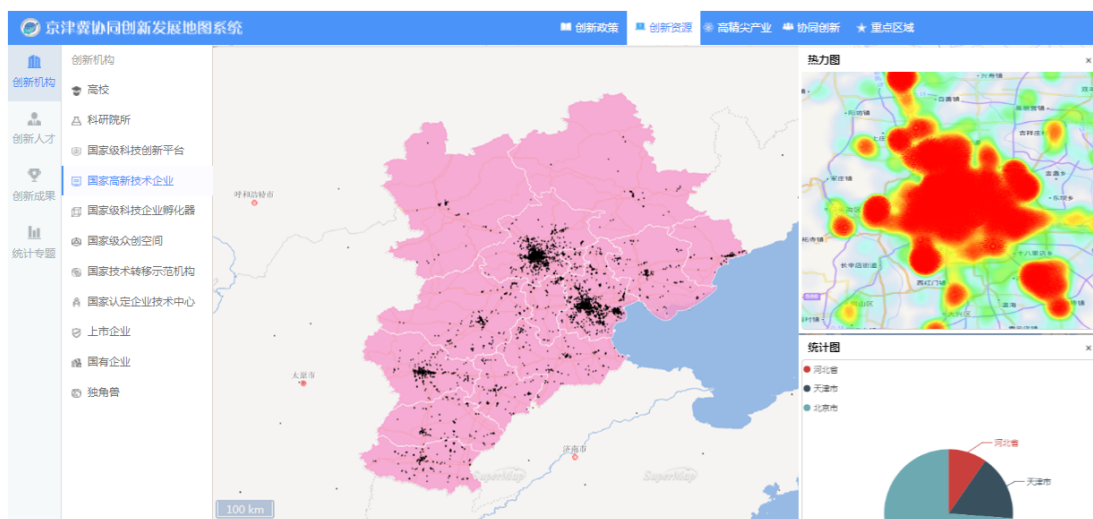 京津冀协同创新发展地图系统
创新政策
创新资源
高精尖产业
协同创新
重点区域
创新机构
创新人才
创新成果
统计专题
创新机构
高校
科研院所
国家级科技创新平台
国家高新技术企业
国家级科技企业孵化器
国家级众创空间
国家技术转移示范机构
国家认定企业技术中心
上市企业
国有企业
独角兽
呼和浩特市
太原市
济南市
SuperMap
SuperMap
100 km
热力图
×
统计图
×
河北省
天津市
北京市
河北省
天津市